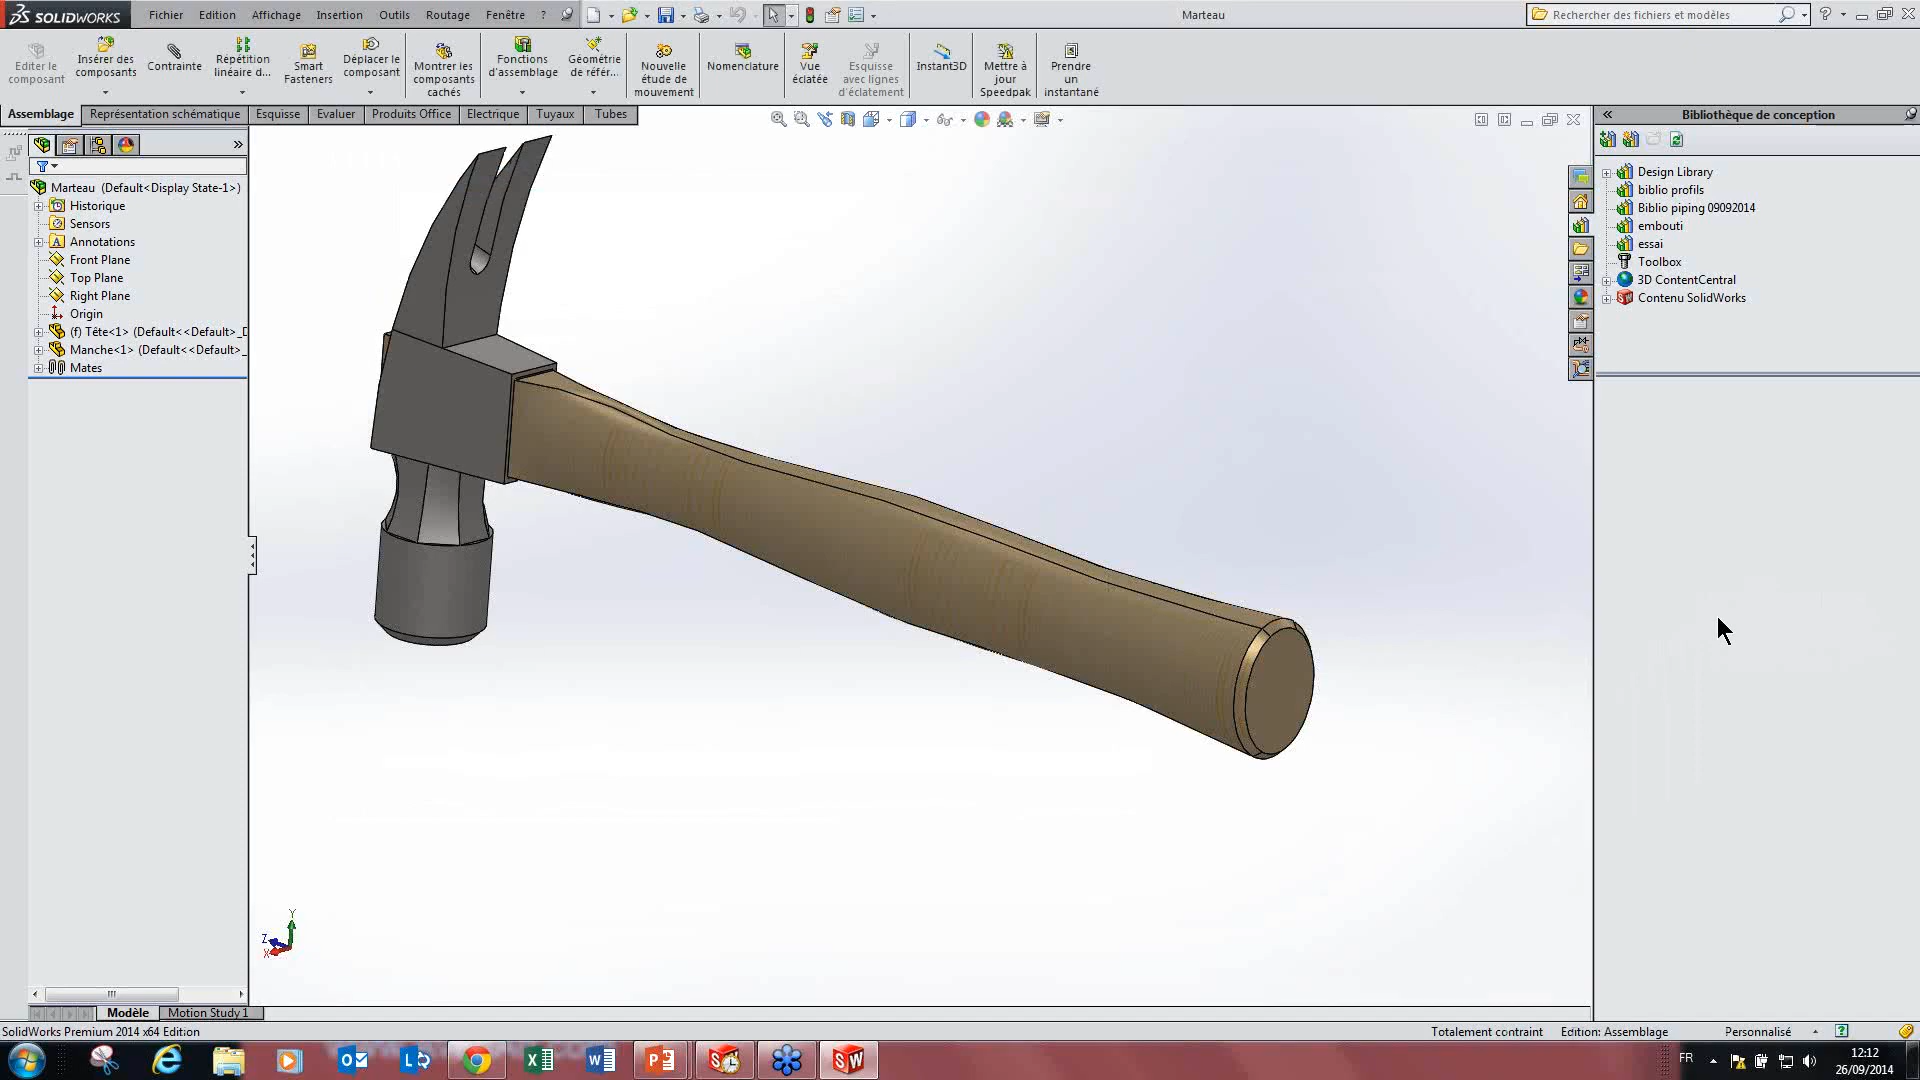 SOLIDWORKS
Fichier Edition Affichage Insertion Outils Routage Fenêtre ?
Marteau
Rechercher des fichiers et modèles
Editer le composant
Insérer des composants
Contrainte
Répétition linéaire d...
Smart Fasteners
Déplacer le composant
Montrer les composants cachés
Fonctions d'assemblage
Géométrie de référ...
Nouvelle étude de mouvement
Nomenclature
Vue éclatée
Esquisse avec lignes d'éclatement
Instant3D
Mettre à jour Speedpak
Prendre un instantané
Assemblage Représentation schématique Esquisse Evaluer Produits Office Electrique Tuyaux Tubes
Marteau (Default<Display State-1>)
Historique
Sensors
Annotations
Front Plane
Top Plane
Right Plane
Origin
(f) Tête<1> (Default<<Default>_D
Manche<1> (Default<<Default>_
Mates
Bibliothèque de conception
Design Library
biblio profils
Biblio piping 09092014
embouti
essai
Toolbox
3D ContentCentral
Contenu SolidWorks
Y
Z
X
Modèle Motion Study 1
SolidWorks Premium 2014 x64 Edition
Totalement contraint Edition: Assemblage Personnalisé
FR
12:12
26/09/2014